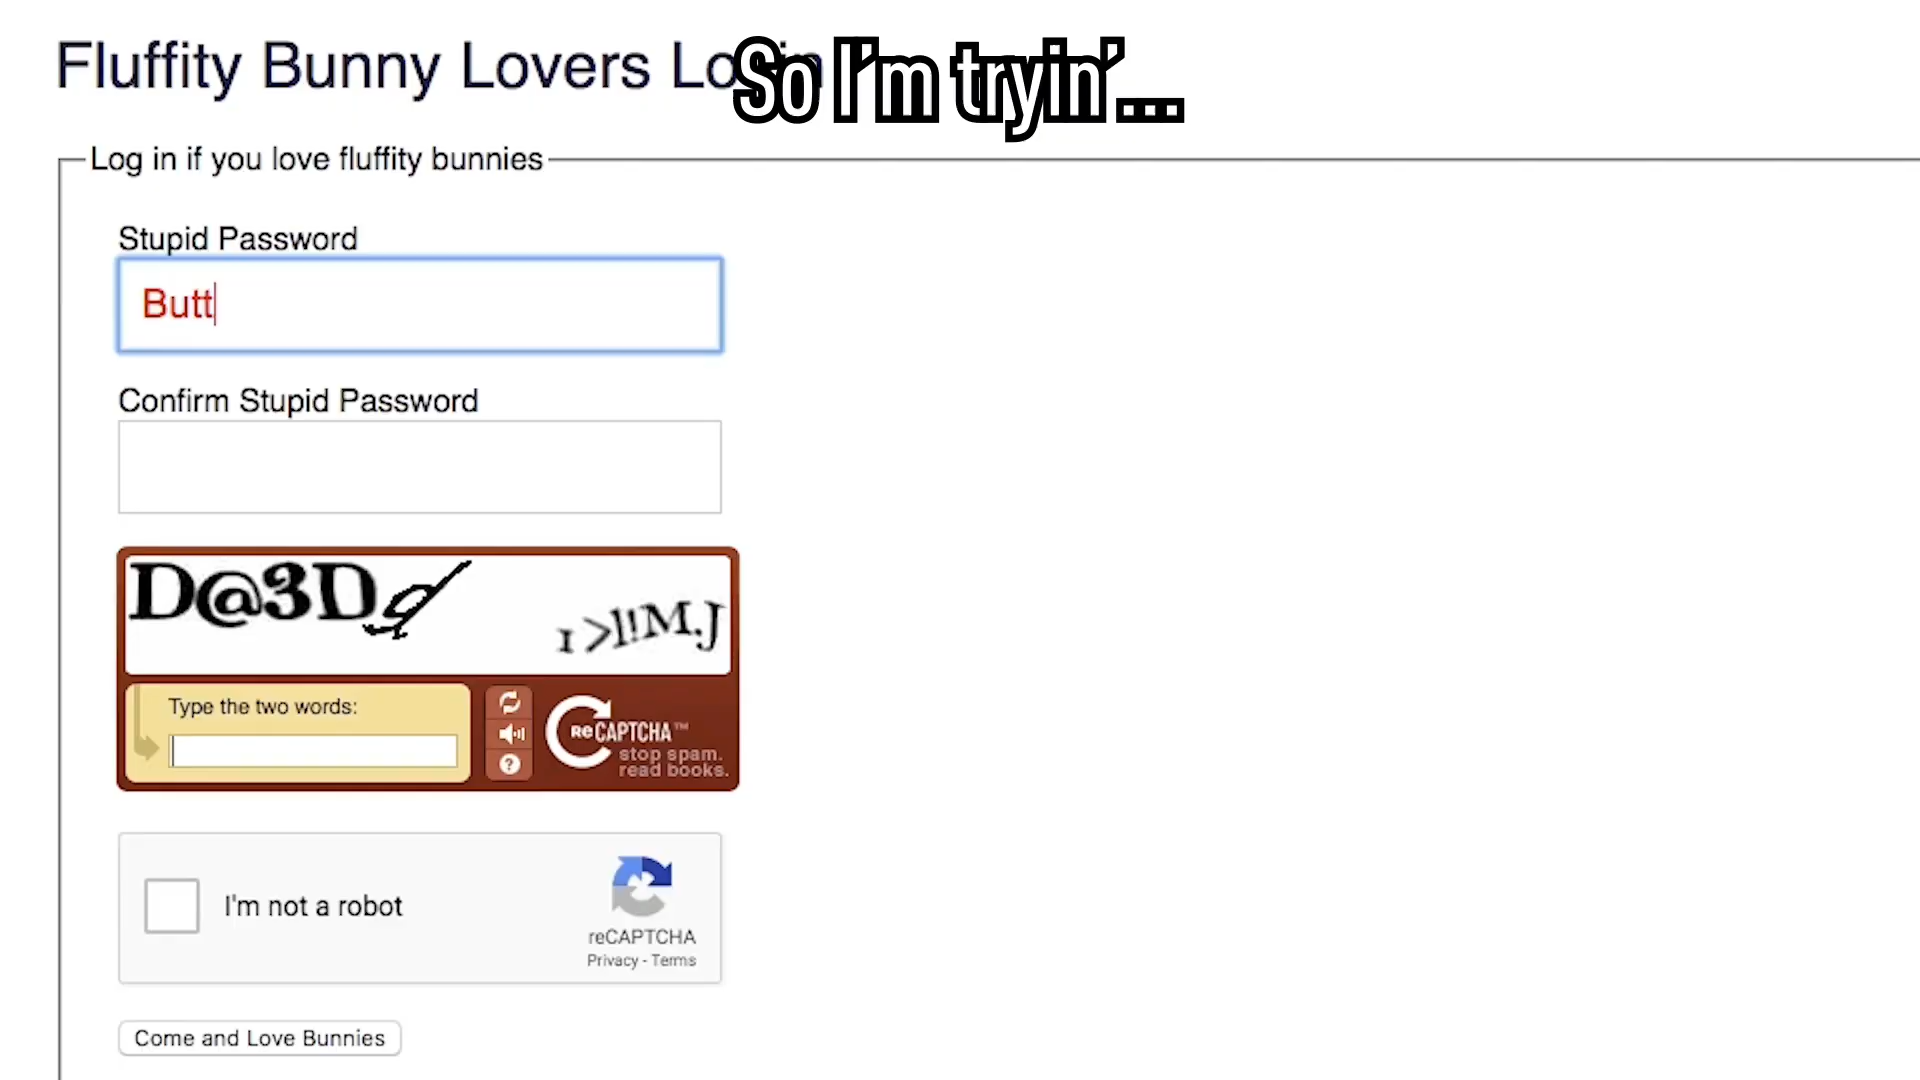 Fluffity Bunny Lovers Lo in
So I'm tryin'...
Log in if you love fluffity bunnies
Stupid Password
Butt
Confirm Stupid Password
D@3D
ı >l!M.J
Type the two words:
reCAPTCHA™
stop spam.
read books.
I'm not a robot
reCAPTCHA
Privacy - Terms
Come and Love Bunnies